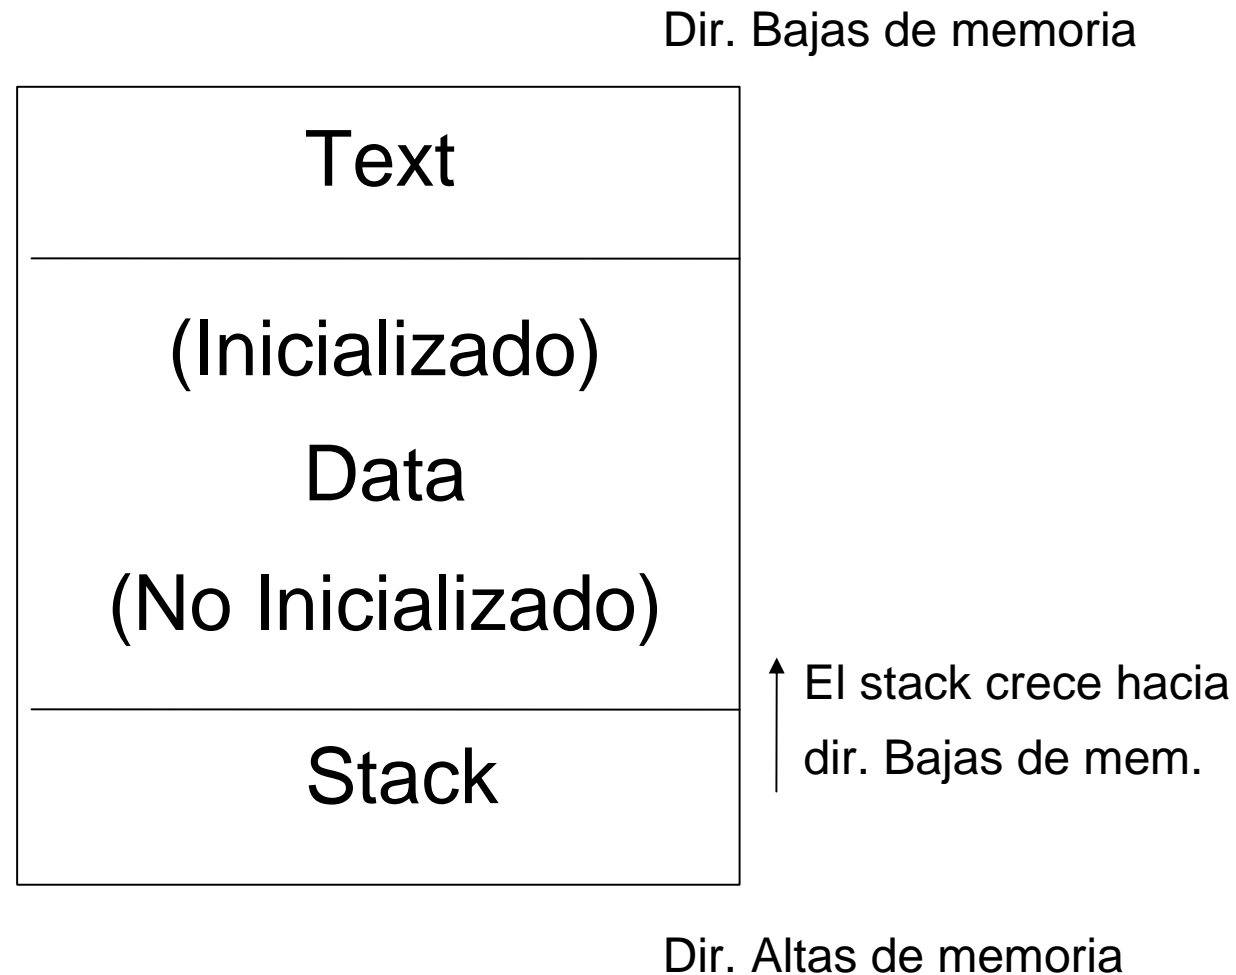 Dir. Bajas de memoria
Text
(Inicializado)
Data
(No Inicializado)
El stack crece hacia
dir. Bajas de mem.
Stack
Dir. Altas de memoria